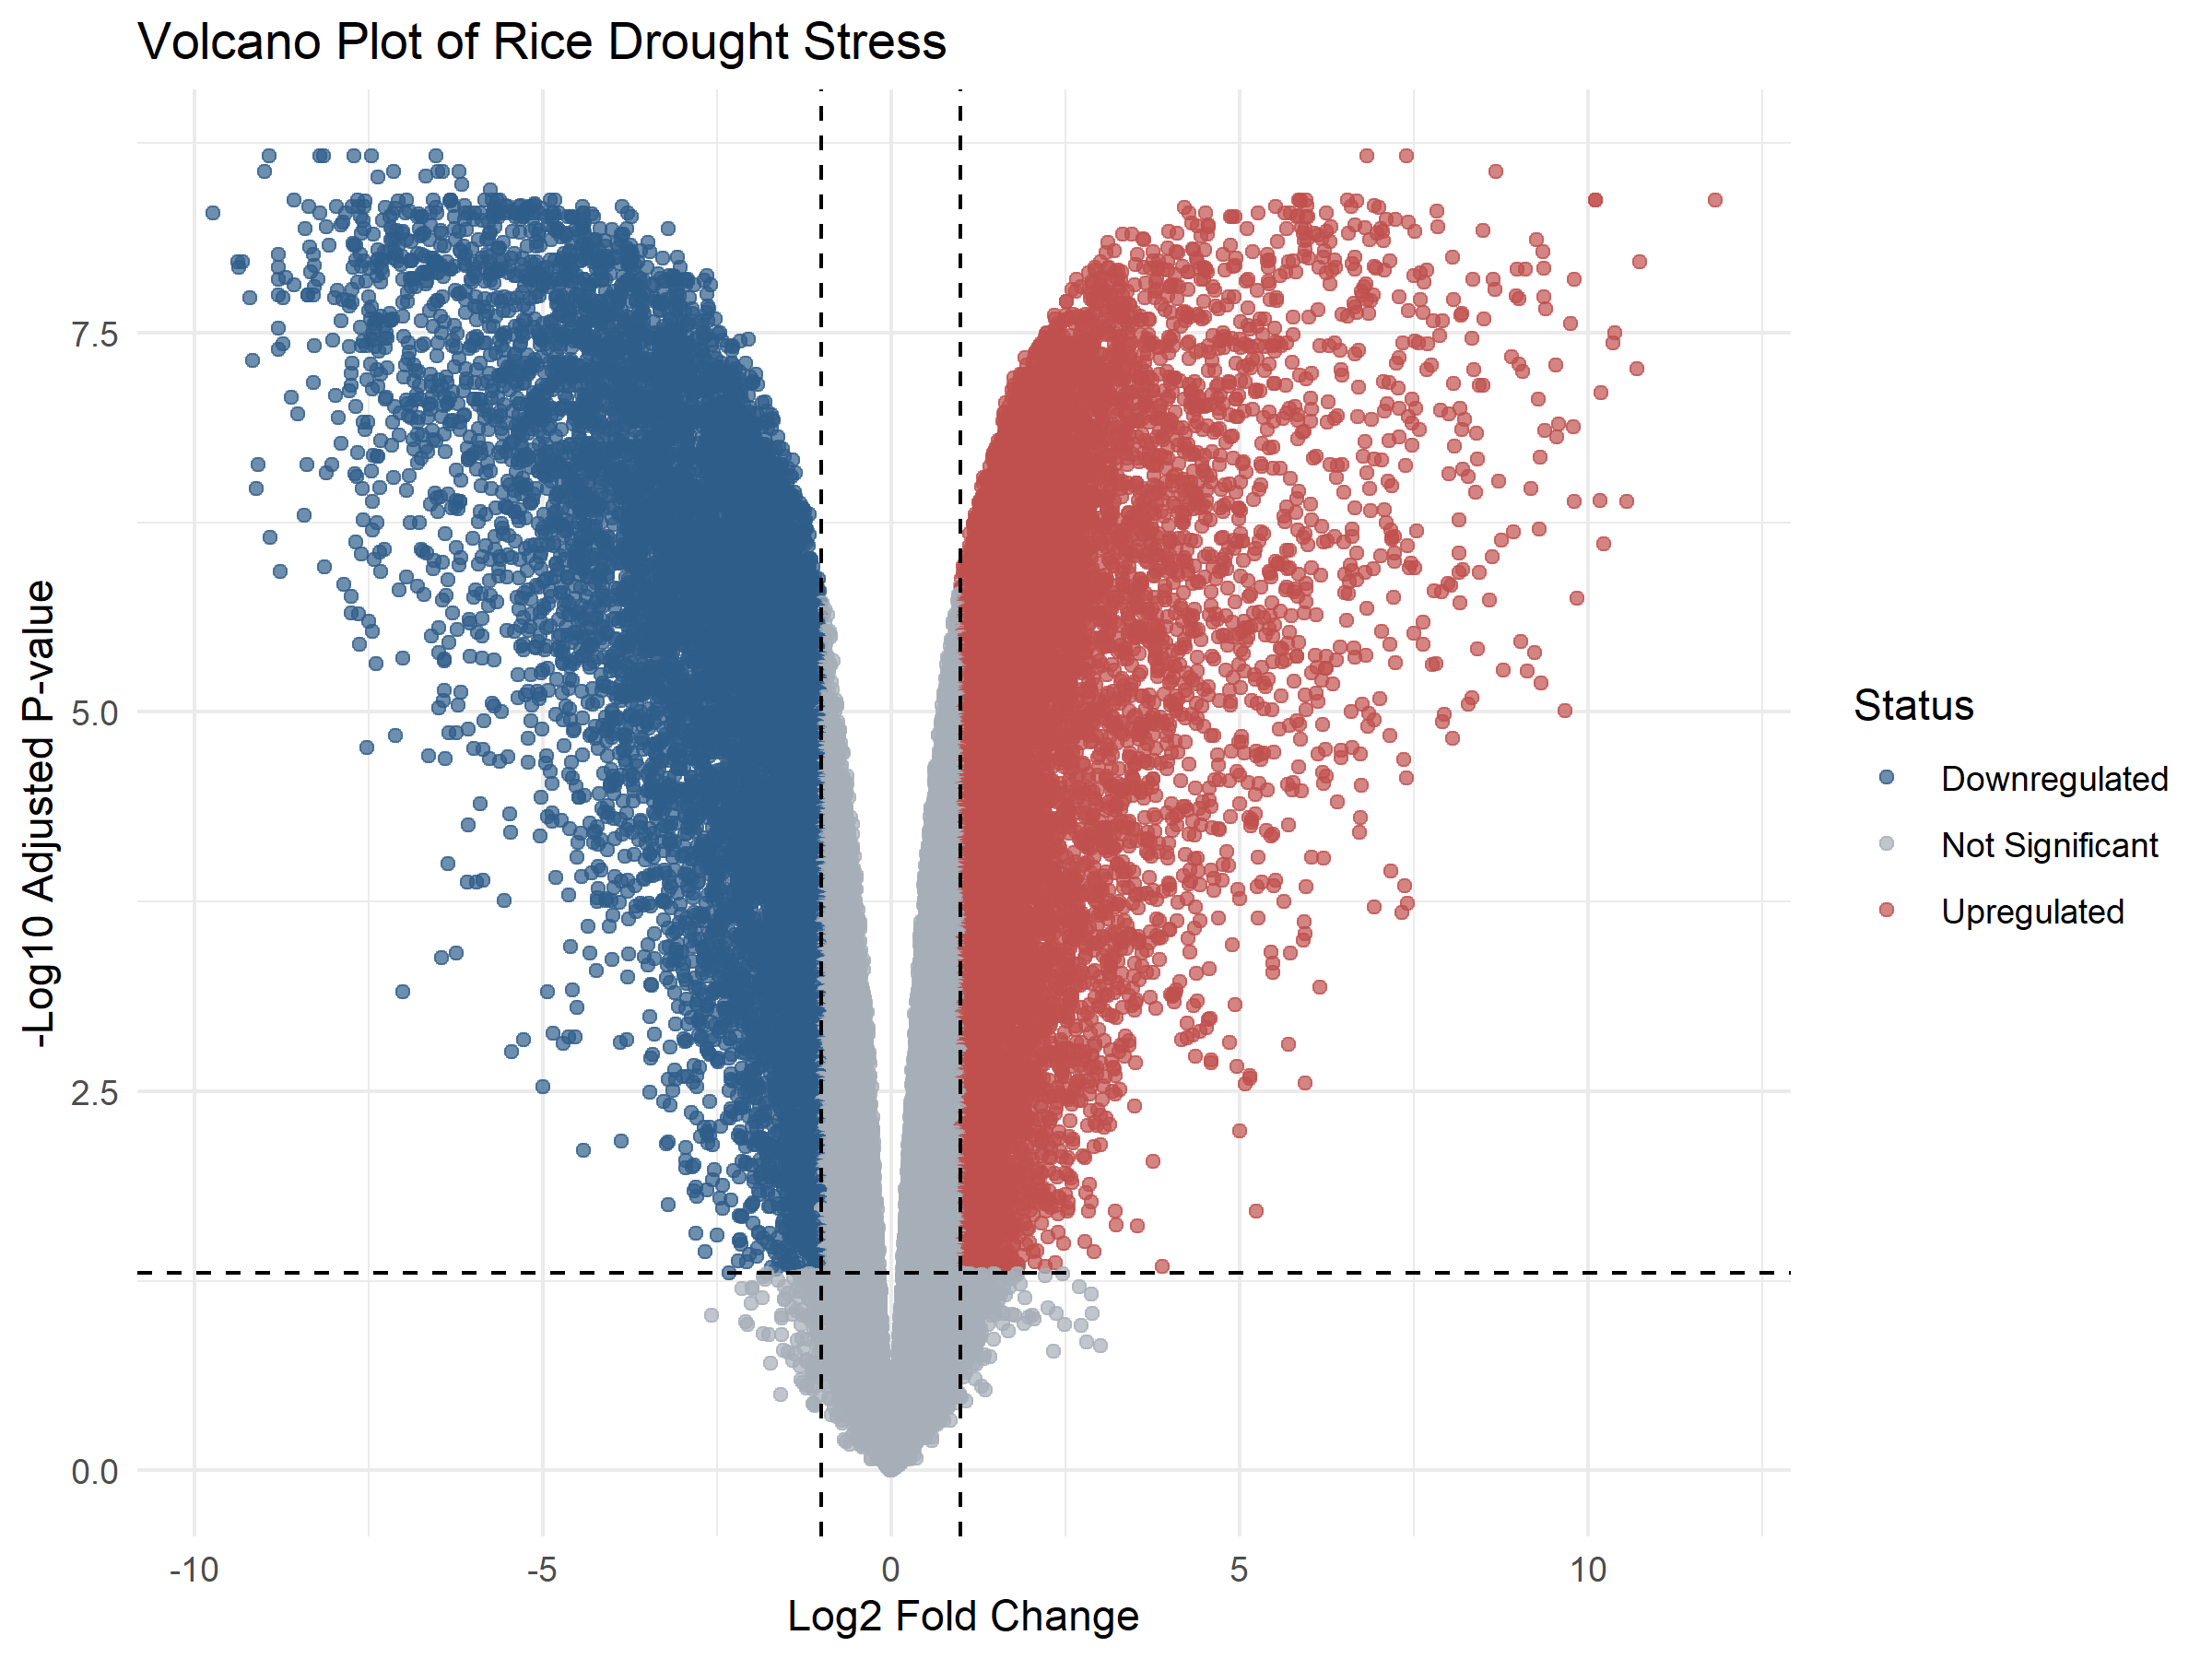 Volcano Plot of Rice Drought Stress
-Log10 Adjusted P-value
7.5
5.0
2.5
0.0
-10
-5
0
5
10
Log2 Fold Change
Status
Downregulated
Not Significant
Upregulated